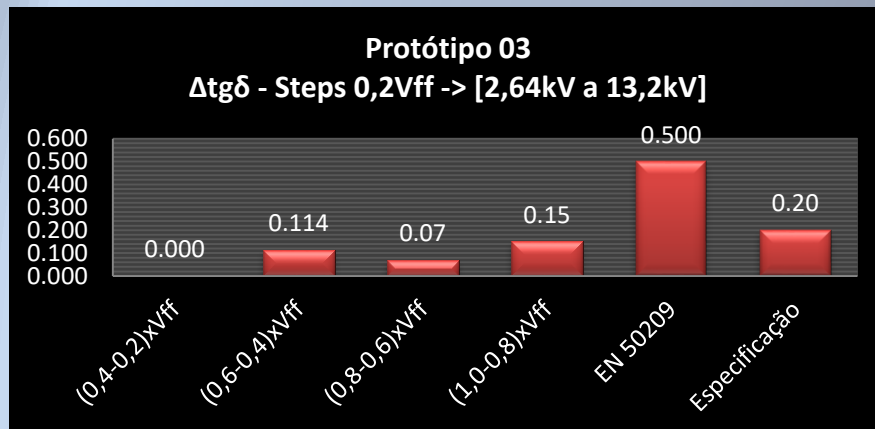 Protótipo 03
Δtgδ - Steps 0,2Vff -> [2,64kV a 13,2kV]
0.600
0.500
0.400
0.300
0.200
0.100
0.000
0.000
0.114
0.07
0.15
0.500
0.20
(0,4-0,2)xVff
(0,6-0,4)xVff
(0,8-0,6)xVff
(1,0-0,8)xVff
EN 50209
Especificação